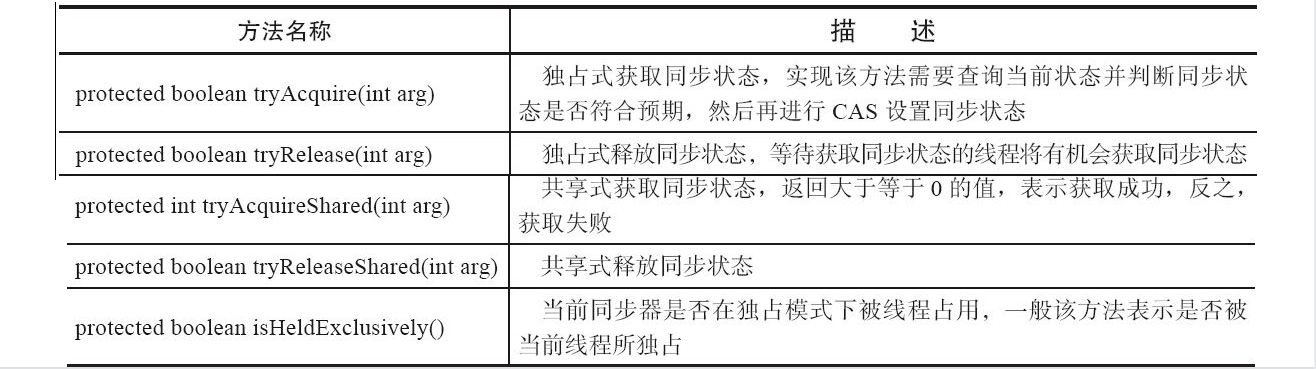 方法名称 描 述
protected boolean tryAcquire(int arg) 独占式获取同步状态，实现该方法需要查询当前状态并判断同步状
态是否符合预期，然后再进行 CAS 设置同步状态
protected boolean tryRelease(int arg) 独占式释放同步状态，等待获取同步状态的线程将有机会获取同步状态
protected int tryAcquireShared(int arg) 共享式获取同步状态，返回大于等于 0 的值，表示获取成功，反之，
获取失败
protected boolean tryReleaseShared(int arg) 共享式释放同步状态
protected boolean isHeldExclusively() 当前同步器是否在独占模式下被线程占用，一般该方法表示是否被
当前线程所独占